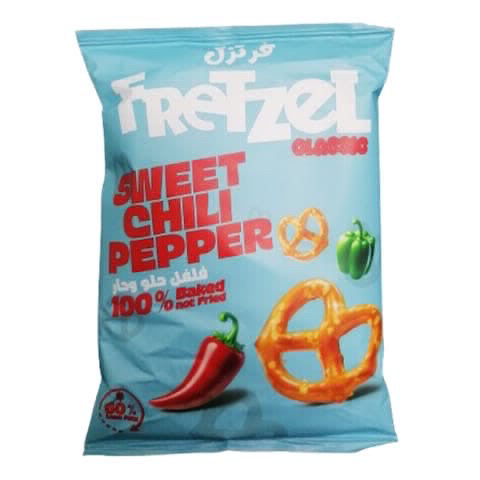 فرتزل
FRETZEL
CLASSIC
SWEET
CHILI
PEPPER
فلفل حلو وحار
100% Baked
not Fried